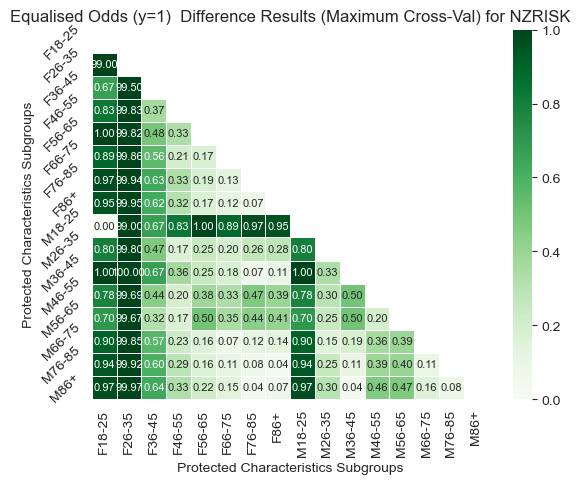 Equalised Odds (y=1)  Difference Results (Maximum Cross-Val) for NZRISK
Protected Characteristics Subgroups
F18-25
F26-35 99.00
F36-45 0.67 99.50
F46-55 0.83 99.83 0.37
F56-65 1.00 99.82 0.48 0.33
F66-75 0.89 99.86 0.56 0.21 0.17
F76-85 0.97 99.94 0.63 0.33 0.19 0.13
F86+ 0.95 99.95 0.62 0.32 0.17 0.12 0.07
M18-25 0.00 99.00 0.67 0.83 1.00 0.89 0.97 0.95
M26-35 0.80 99.80 0.47 0.17 0.25 0.20 0.26 0.28 0.80
M36-45 1.00 100.00 0.67 0.36 0.25 0.18 0.07 0.11 1.00 0.33
M46-55 0.78 99.69 0.44 0.20 0.38 0.33 0.47 0.39 0.78 0.30 0.50
M56-65 0.70 99.67 0.32 0.17 0.50 0.35 0.44 0.41 0.70 0.25 0.50 0.20
M66-75 0.90 99.85 0.57 0.23 0.16 0.07 0.12 0.14 0.90 0.15 0.19 0.36 0.39
M76-85 0.94 99.92 0.60 0.29 0.16 0.11 0.08 0.04 0.94 0.25 0.11 0.39 0.40 0.11
M86+ 0.97 99.97 0.64 0.33 0.22 0.15 0.04 0.07 0.97 0.30 0.04 0.46 0.47 0.16 0.08
F18-25 F26-35 F36-45 F46-55 F56-65 F66-75 F76-85 F86+ M18-25 M26-35 M36-45 M46-55 M56-65 M66-75 M76-85 M86+
Protected Characteristics Subgroups
1.0
0.8
0.6
0.4
0.2
0.0